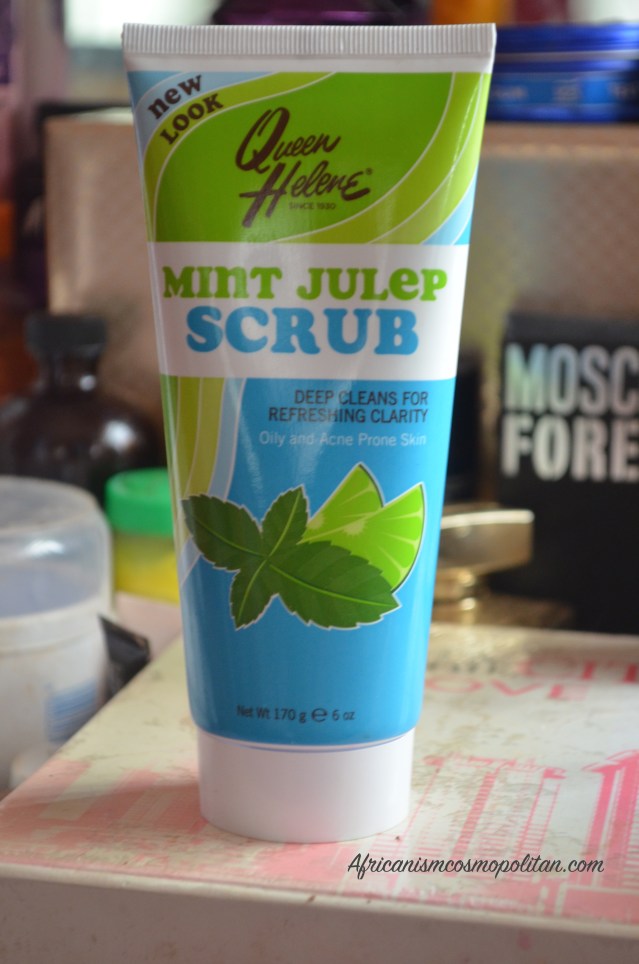 new
LOOK
Queen
Helene®
SINCE 1930
MINT JULEP
SCRUB
DEEP CLEANS FOR
REFRESHING CLARITY
Oily and Acne Prone Skin
Net Wt 170 g ℮ 6 oz
MOSC
FORE
OVE
Africanismcosmopolitan.com